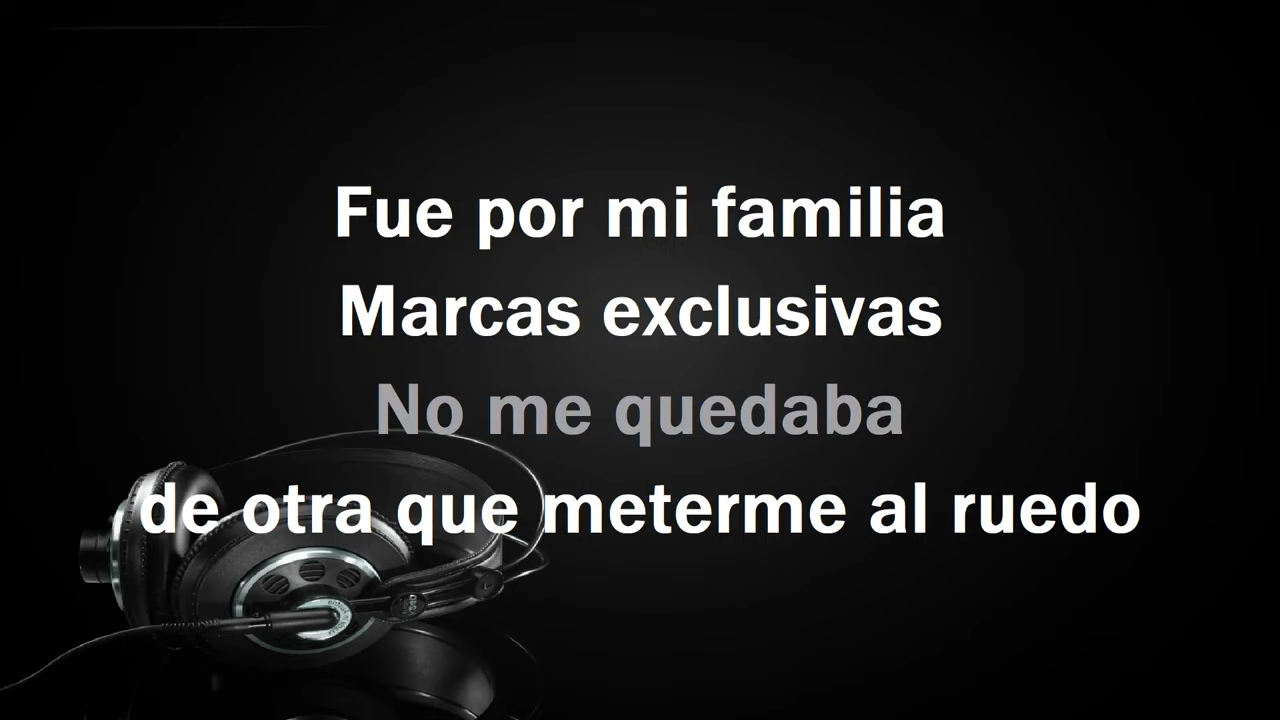 Fue por mi familia
Marcas exclusivas
No me quedaba
de otra que meterme al ruedo